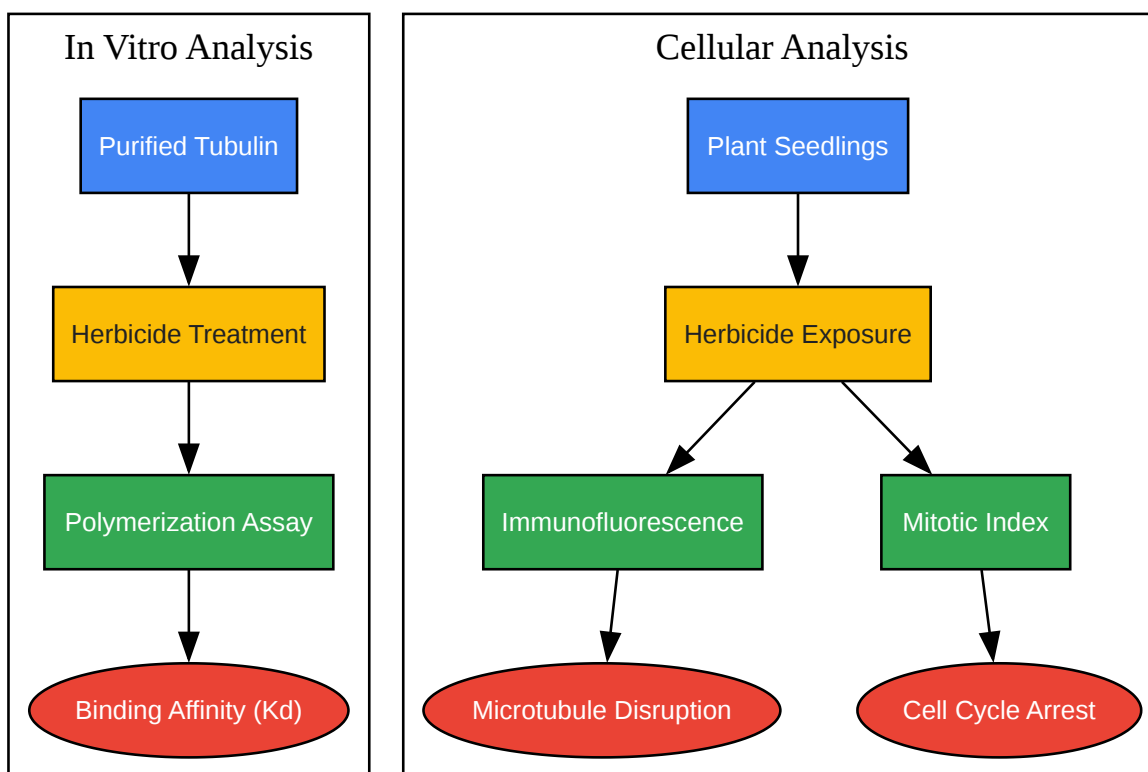 In Vitro Analysis
Purified Tubulin
Herbicide Treatment
Polymerization Assay
Binding Affinity (Kd)
Cellular Analysis
Plant Seedlings
Herbicide Exposure
Immunofluorescence
Mitotic Index
Microtubule Disruption
Cell Cycle Arrest